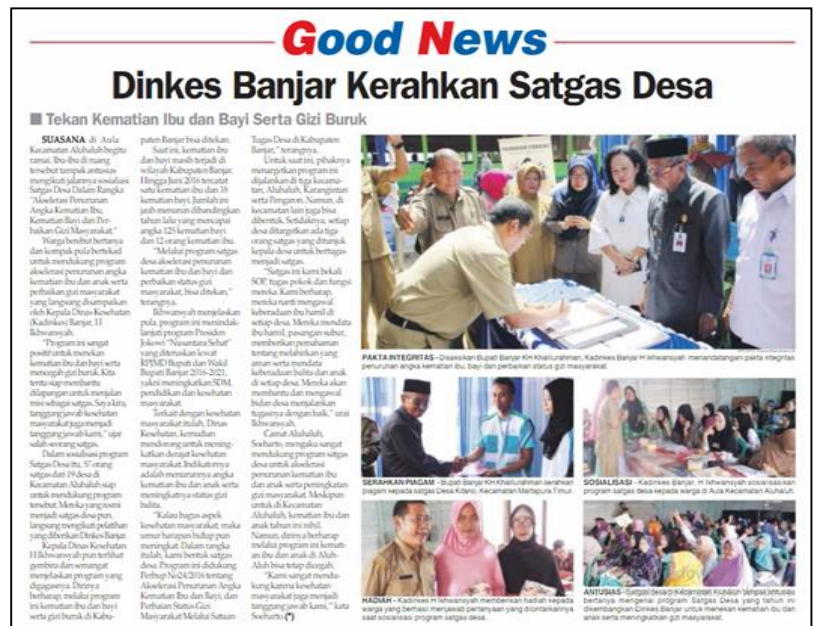 Good News
Dinkes Banjar Kerahkan Satgas Desa
Tekan Kematian Ibu dan Bayi Serta Gizi Buruk
SUASANA di Aula
Kecamatan Aluhaluh begitu
ramai. Ibu-ibu di ruang
tersebut tampak antusias
mengikuti jalannya sosialisasi
Satgas Desa Dalam Rangka
"Akselerasi Penurunan
Angka Kematian Ibu,
Kematian Bayi dan Per-
baikan Gizi Masyarakat."
Warga berebut bertanya
dan kompak pula bertekad
untuk mendukung program
akselerasi penurunan angka
kematian ibu dan anak serta
perbaikan gizi masyarakat
yang langsung disampaikan
oleh Kepala Dinas Kesehatan
(Kadinkes) Banjar, H
Ikhwansyah.
"Program ini sangat
positif untuk menekan
kematian ibu dan bayi serta
mencegah gizi buruk. Kita
tentu siap membantu
dilapangan untuk menjalan
misi sebagai satgas. Saya kira,
tanggung jawab kesehatan
masyarakat juga menjadi
tanggung jawab kami," ujar
salah seorang satgas.
Dalam sosialisasi program
Satgas Desa itu, 57 orang
satgas dari 19 desa di
Kecamatan Aluhaluh siap
untuk mendukung program
tersebut. Mereka yang resmi
menjadi satgas desa pun,
langsung mengikuti pelatihan
yang diberikan Dinkes Banjar.
Kepala Dinas Kesehatan
H Ikhwansyah pun terlihat
gembira dan semangat
menjelaskan program yang
digagasnya. Dirinya
berharap, melalui program
ini kematian ibu dan bayi
serta gizi buruk di Kabu-
paten Banjar bisa ditekan.
Saat ini, kematian ibu
dan bayi masih terjadi di
wilayah Kabupaten Banjar.
Hingga Juni 2016 tercatat
satu kematian ibu dan 35
kematian bayi. Jumlah ini
jauh menurun dibandingkan
tahun lalu yang mencapai
angka 125 kematian bayi
dan 12 orang kematian ibu.
"Melalui program satgas
desa akselerasi penurunan
kematian ibu dan bayi dan
perbaikan status gizi
masyarakat, bisa ditekan,"
terangnya.
Ikhwansyah menjelaskan
pula, program ini menindak-
lanjuti program Presiden
Jokowi "Nusantara Sehat"
yang diteruskan lewat
RPJMD Bupati dan Wakil
Bupati Banjar 2016-2021,
yakni meningkatkan SDM,
pendidikan dan kesehatan
masyarakat.
Terkait dengan kesehatan
masyarakat itulah, Dinas
Kesehatan, kemudian
mendorong untuk mening-
katkan derajat kesehatan
masyarakat. Indikatornya
adalah menurunnya angka
kematian ibu dan anak serta
meningkatnya status gizi
balita.
"Kalau bagus aspek
kesehatan masyarakat, maka
umur harapan hidup pun
meningkat. Dalam rangka
itulah, kami bentuk satgas
desa. Program ini didukung
Perbup No24/2016 tentang
Akselerasi Penurunan Angka
Kematian Ibu dan Bayi, dan
Perbaian Status Gizi
Masyarakat Melalui Satuan
Tugas Desa di Kabupaten
Banjar," terangnya.
Untuk saat ini, pihaknya
menargetkan program ini
dijalankan di tiga kecama-
tan, Aluhaluh, Karangintan
serta Pengaron. Namun, di
kecamatan lain juga bisa
dibentuk. Setidaknya, setiap
desa ditargetkan ada tiga
orang satgas yang ditunjuk
kepala desa untuk bertugas
menjadi satgas.
"Satgas ini kami bekali
SOP, tugas pokok dan fungsi
mereka. Kami berharap,
mereka nanti mengawal
keberadaan ibu hamil di
setiap desa. Mereka mendata
ibu hamil, pasangan subur,
memberikan pemahaman
tentang melahirkan yang
aman serta mendata
keberadaan balita dan anak
di setiap desa. Mereka akan
membantu dan mengawal
bidan desa menjalankan
tugasnya dengan baik," urai
Ikhwansyah.
Camat Aluhaluh,
Soeharto, mengaku sangat
mendukung program satgas
desa untuk akselerasi
penurunan kematian ibu
dan anak serta peningkatan
gizi masyarakat. Meskipun
untuk di Kecamatan
Aluhaluh, kematian ibu dan
anak tahun ini nihil.
Namun, dirinya berharap
melalui program ini kemati-
an ibu dan anak di Aluh-
Aluh bisa tetap dicegah.
"Kami sangat mendu-
kung karena kesehatan
masyarakat juga menjadi
tanggung jawab kami," kata
Soeharto (*)
PAKTA INTEGRITAS - Disaksikan Bupati Banjar KH Khalilurrahman, Kadinkes Banjar H Ikhwansyah menandatangani pakta integritas
penurunan angka kematian ibu, bayi dan perbaikan status gizi masyarakat.
SERAHKAN PIAGAM - Bupati Banjar KH Khalilurrahman serahkan
piagam kepada satgas Desa Kitano, Kecamatan Martapura Timur.
SOSIALISASI - Kadinkes Banjar, H Ikhwansyah sosialisasikan
program satgas desa kepada warga di Aula Kecamatan Aluhaluh.
HADIAH - Kadinkes Banjar H Ikhwansyah memberikan hadiah kepada
warga yang berhasil menjawab pertanyaan yang dilontarkannya
saat sosialisasi program satgas desa.
ANTUSIAS - Satgas desa di Kecamatan Aluhaluh tampak antusias
bertanya mengenai program Satgas Desa yang tahun ini
dikembangkan Dinkes Banjar untuk menekan kematian ibu dan
anak serta meningkatkan gizi masyarakat.